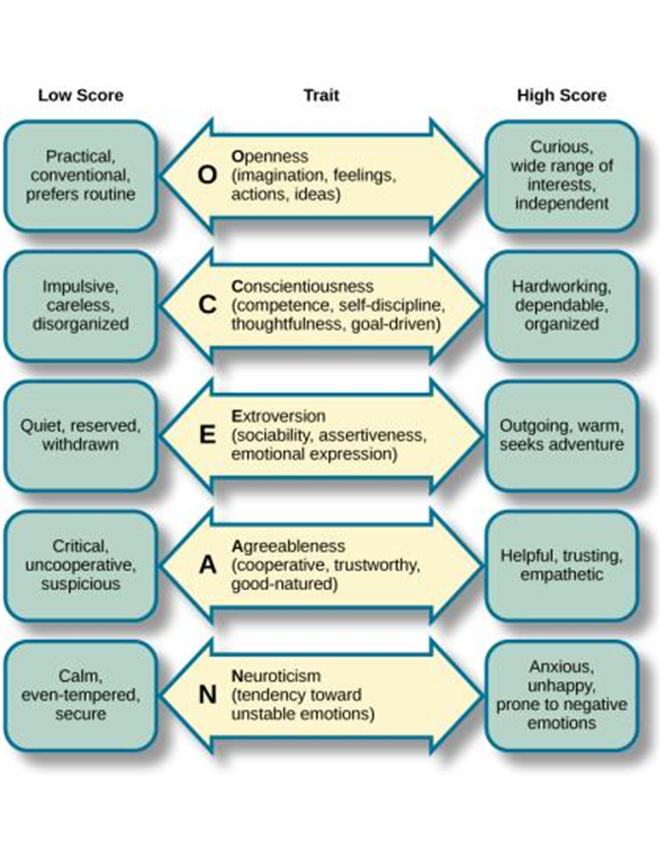 Low Score
Trait
High Score
Practical,
conventional,
prefers routine
O
Openness
(imagination, feelings,
actions, ideas)
Curious,
wide range of
interests,
independent
Impulsive,
careless,
disorganized
C
Conscientiousness
(competence, self-discipline,
thoughtfulness, goal-driven)
Hardworking,
dependable,
organized
Quiet, reserved,
withdrawn
E
Extroversion
(sociability, assertiveness,
emotional expression)
Outgoing, warm,
seeks adventure
Critical,
uncooperative,
suspicious
A
Agreeableness
(cooperative, trustworthy,
good-natured)
Helpful, trusting,
empathetic
Calm,
even-tempered,
secure
N
Neuroticism
(tendency toward
unstable emotions)
Anxious,
unhappy,
prone to negative
emotions